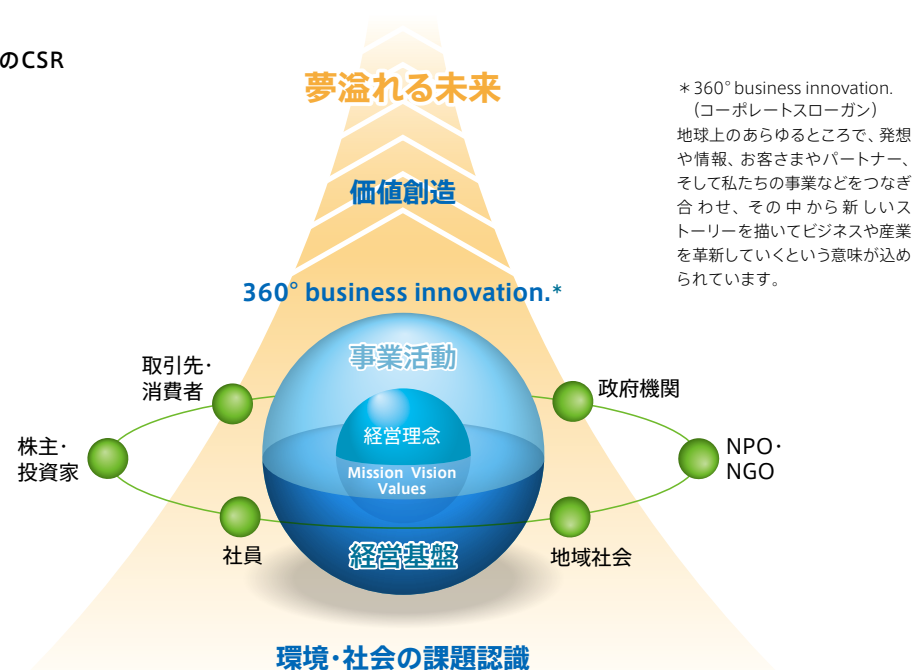 のCSR
夢溢れる未来
価値創造
360° business innovation.*
事業活動
経営理念
Mission Vision
Values
経営基盤
取引先・
消費者
株主・
投資家
社員
政府機関
NPO・
NGO
地域社会
環境・社会の課題認識
＊360° business innovation.
（コーポレートスローガン）
地球上のあらゆるところで、発想
や情報、お客さまやパートナー、
そして私たちの事業などをつなぎ
合わせ、その中から新しいス
トーリーを描いてビジネスや産業
を革新していくという意味が込め
られています。